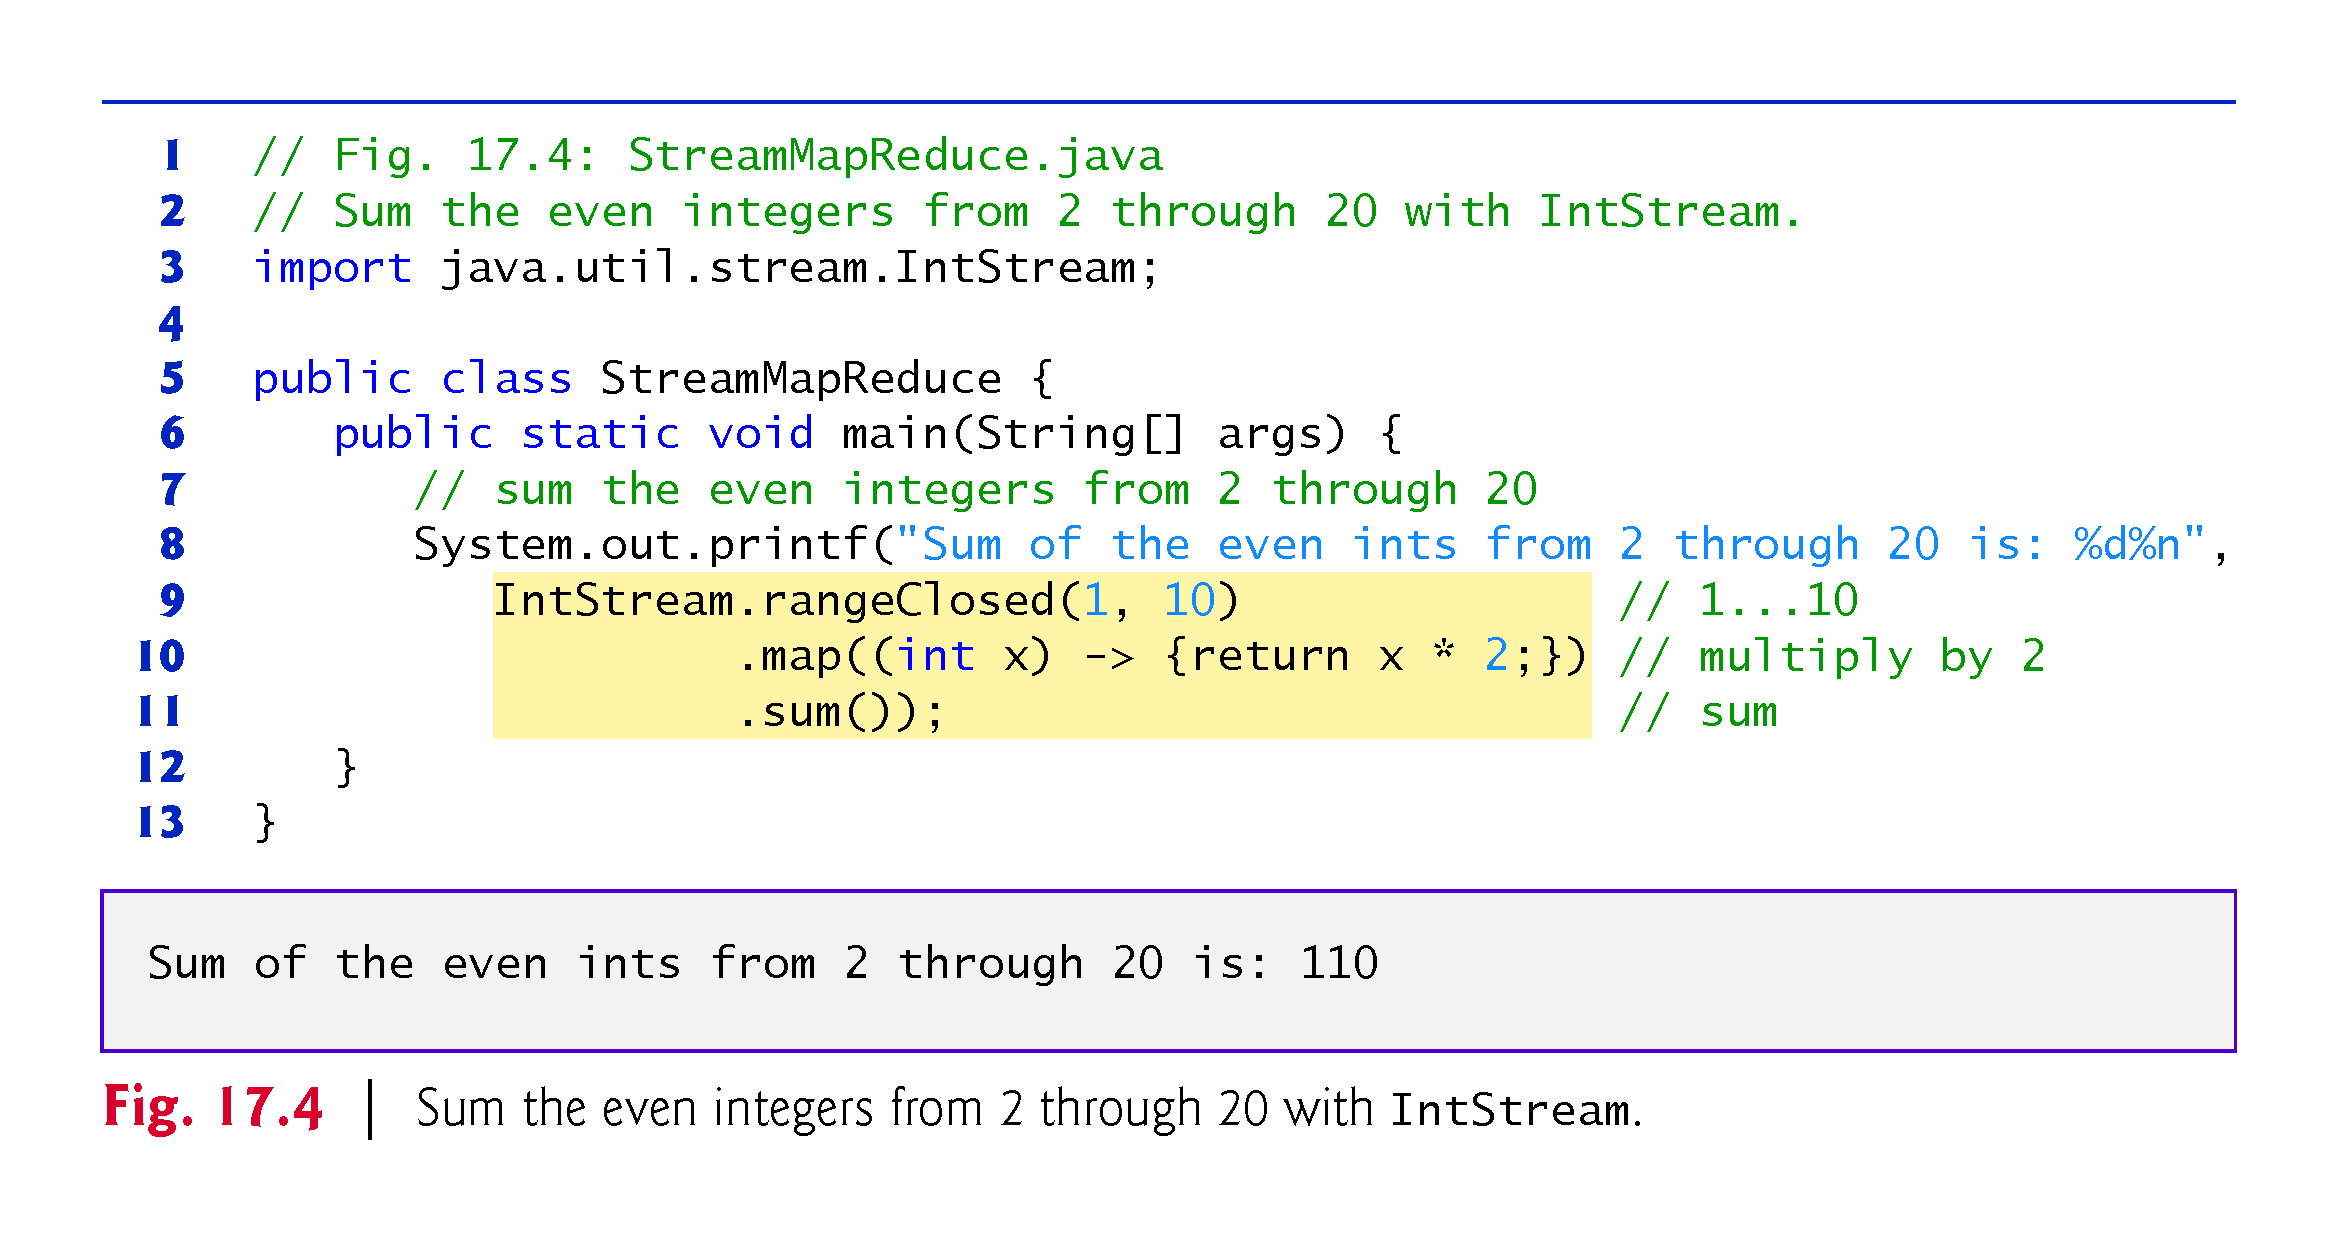 1 // Fig. 17.4: StreamMapReduce.java
2 // Sum the even integers from 2 through 20 with IntStream.
3 import java.util.stream.IntStream;
4
5 public class StreamMapReduce {
6    public static void main(String[] args) {
7       // sum the even integers from 2 through 20
8       System.out.printf("Sum of the even ints from 2 through 20 is: %d%n",
9          IntStream.rangeClosed(1, 10)              // 1...10
10                  .map((int x) -> {return x * 2;}) // multiply by 2
11                  .sum());                         // sum
12    }
13 }
Sum of the even ints from 2 through 20 is: 110
Fig. 17.4 | Sum the even integers from 2 through 20 with IntStream.